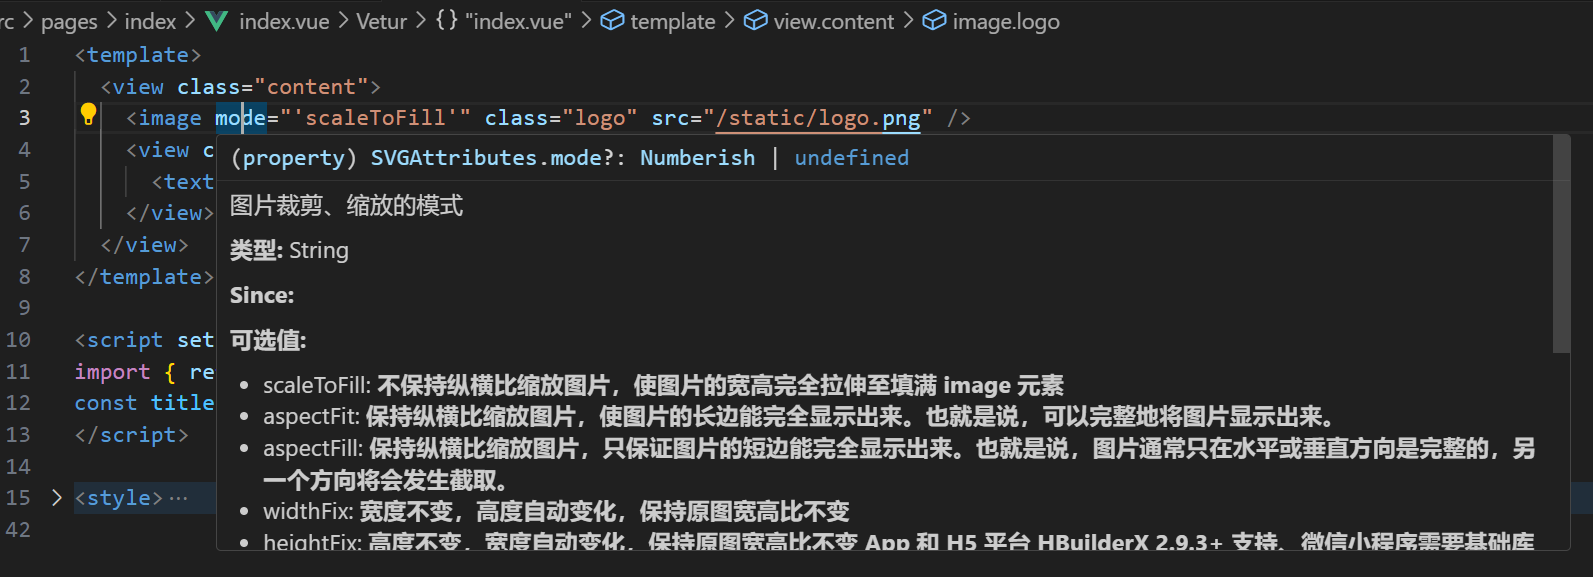 rc > pages > index > index.vue > Vetur > {} "index.vue" > template > view.content > image.logo
1 <template>
2 <view class="content">
3 <image mode="'scaleToFill'" class="logo" src="/static/logo.png" />
4 <view c
(property) SVGAttributes.mode?: Numberish | undefined
5 <text
图片裁剪、缩放的模式
6 </view>
7 </view>
类型: String
8 </template>
Since:
9
10 <script set
可选值:
11 import { re
• scaleToFill: 不保持纵横比缩放图片，使图片的宽高完全拉伸至填满 image 元素
12 const title
• aspectFit: 保持纵横比缩放图片，使图片的长边能完全显示出来。也就是说，可以完整地将图片显示出来。
13 </script>
• aspectFill: 保持纵横比缩放图片，只保证图片的短边能完全显示出来。也就是说，图片通常只在水平或垂直方向是完整的，另
14
一个方向将会发生截取。
15 > <style>···
• widthFix: 宽度不变，高度自动变化，保持原图宽高比不变
42
• heightFix: 高度不变，宽度自动变化，保持原图宽高比不变 App 和 H5 平台 HBuilderX 2.9.3+ 支持、微信小程序需要基础库